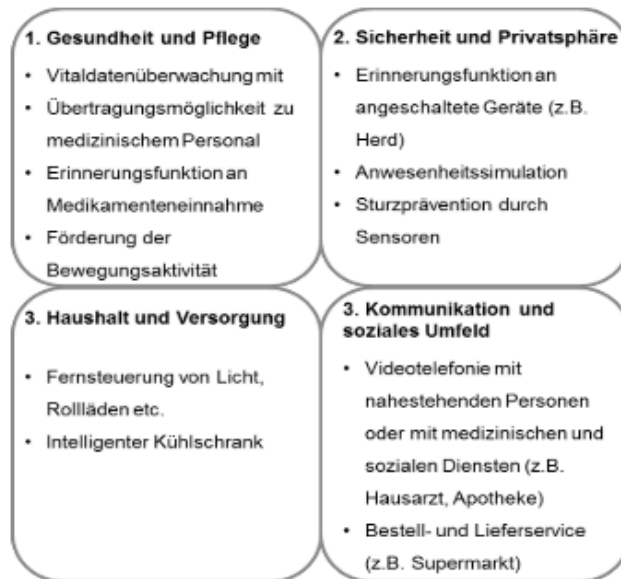 1. Gesundheit und Pflege
• Vitaldatenüberwachung mit
• Übertragungsmöglichkeit zu
medizinischem Personal
• Erinnerungsfunktion an
Medikamenteneinnahme
• Förderung der
Bewegungsaktivität
2. Sicherheit und Privatsphäre
• Erinnerungsfunktion an
angeschaltete Geräte (z.B.
Herd)
• Anwesenheitssimulation
• Sturzprävention durch
Sensoren
3. Haushalt und Versorgung
• Fernsteuerung von Licht,
Rollläden etc.
• Intelligenter Kühlschrank
3. Kommunikation und
soziales Umfeld
• Videotelefonie mit
nahestehenden Personen
oder mit medizinischen und
sozialen Diensten (z.B.
Hausarzt, Apotheke)
• Bestell- und Lieferservice
(z.B. Supermarkt)